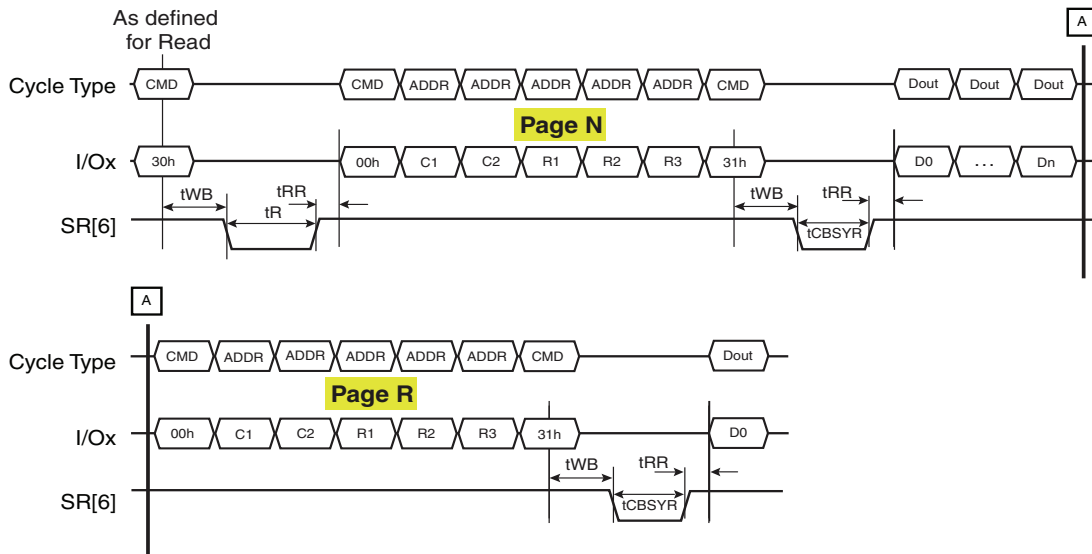 As defined
for Read
A
Cycle Type CMD CMD ADDR ADDR ADDR ADDR ADDR CMD Dout Dout Dout
Page N
I/Ox 30h 00h C1 C2 R1 R2 R3 31h D0 ... Dn
tWB tRR tWB tRR
tR
SR[6] tCBSYR
A
Cycle Type CMD ADDR ADDR ADDR ADDR ADDR CMD Dout
Page R
I/Ox 00h C1 C2 R1 R2 R3 31h D0
tWB tRR
SR[6] tCBSYR